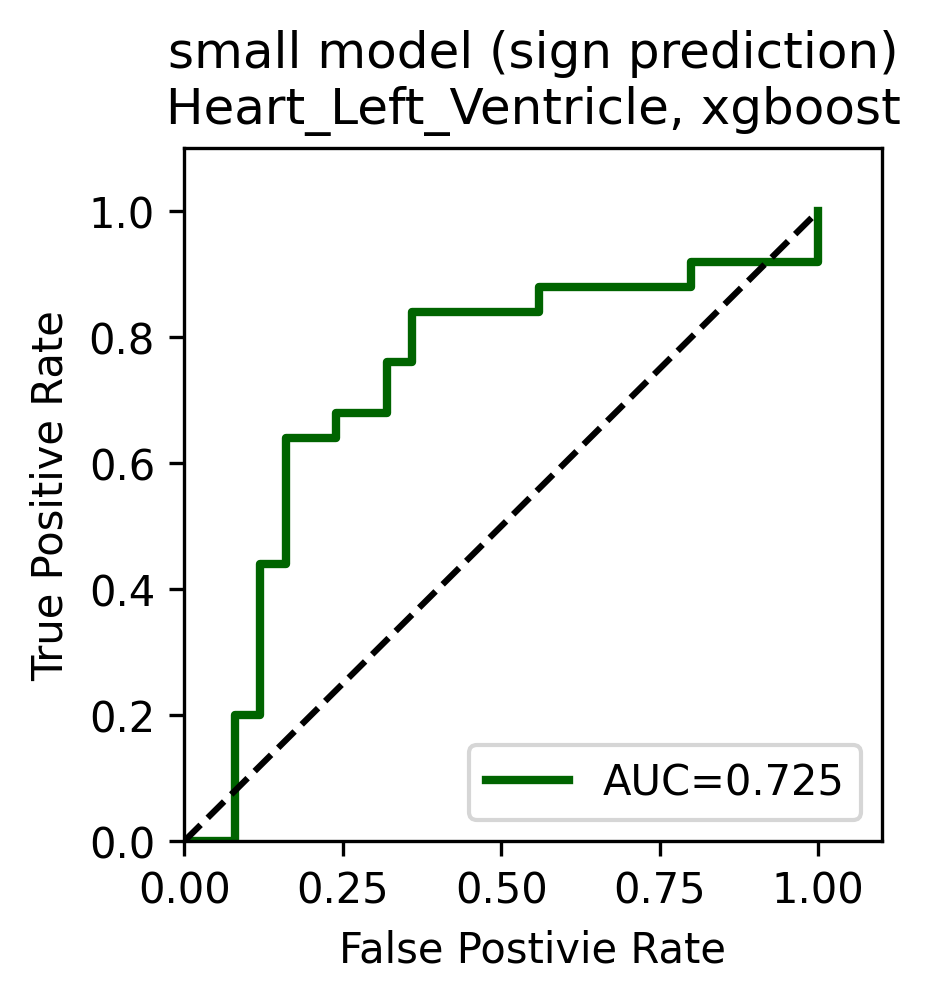 small model (sign prediction)
Heart_Left_Ventricle, xgboost
1.0
0.8
0.6
0.4
0.2
0.0
True Positive Rate
AUC=0.725
0.00 0.25 0.50 0.75 1.00
False Postivie Rate